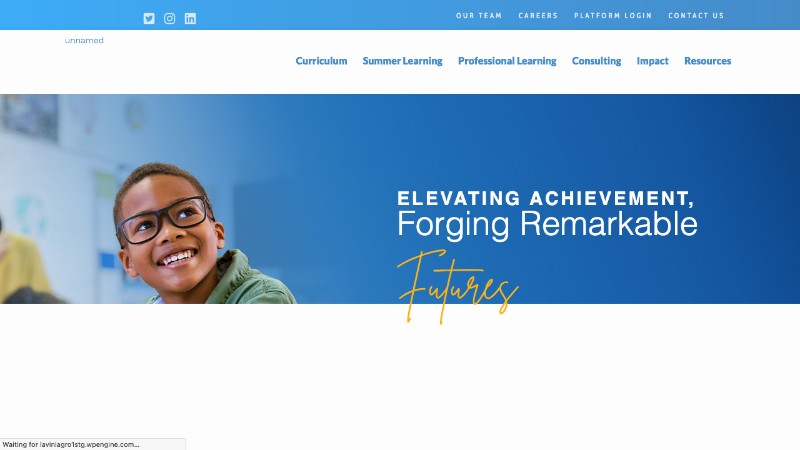 OUR TEAM CAREERS PLATFORM LOGIN CONTACT US
unnamed
Curriculum Summer Learning Professional Learning Consulting Impact Resources
ELEVATING ACHIEVEMENT,
Forging Remarkable
Futures
Waiting for laviniagro1stg.wpengine.com...